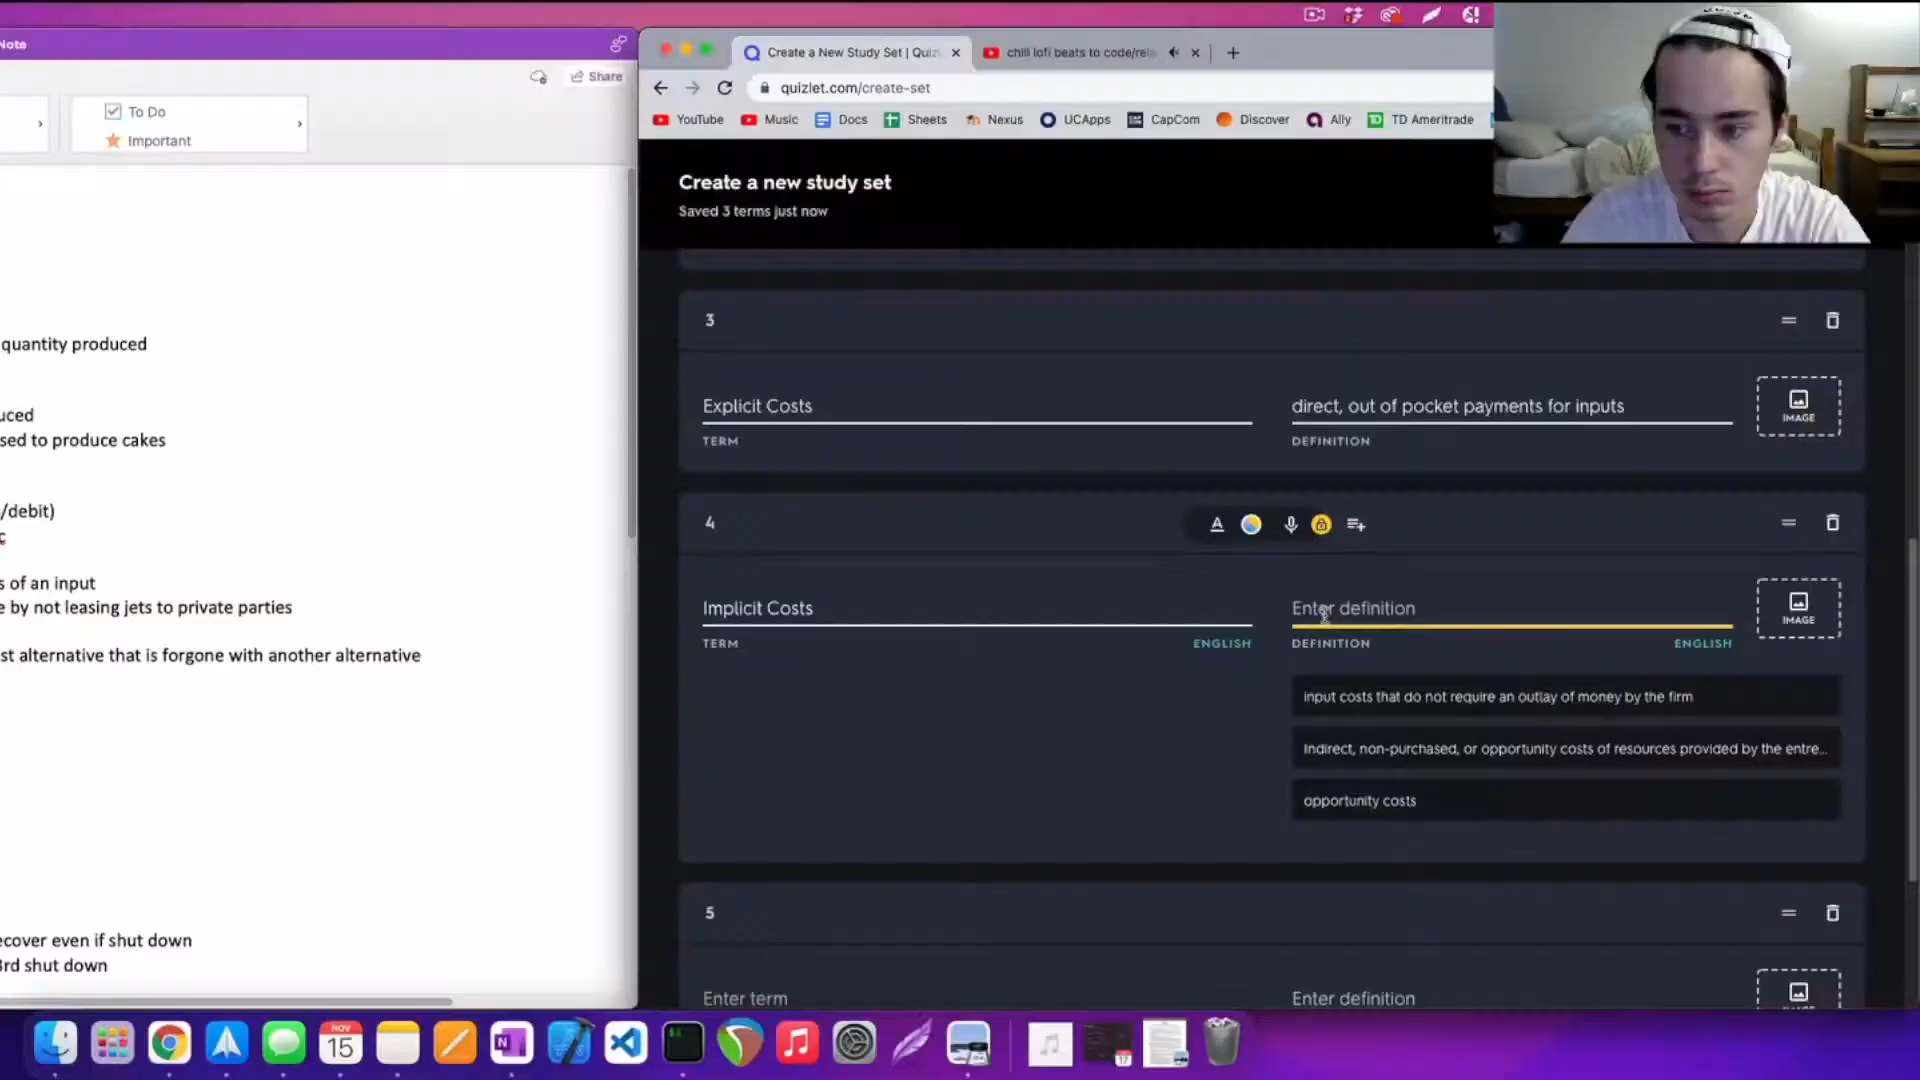 Note
Share
To Do
Important
quantity produced
uced
sed to produce cakes
/debit)
c
s of an input
e by not leasing jets to private parties
st alternative that is forgone with another alternative
ecover even if shut down
3rd shut down
Create a New Study Set | Quiz
chill lofi beats to code/rela
quizlet.com/create-set
YouTube
Music
Docs
Sheets
Nexus
UCApps
CapCom
Discover
Ally
TD Ameritrade
Create a new study set
Saved 3 terms just now
3
Explicit Costs
direct, out of pocket payments for inputs
TERM
DEFINITION
IMAGE
4
Implicit Costs
Enter definition
TERM
ENGLISH
DEFINITION
ENGLISH
IMAGE
input costs that do not require an outlay of money by the firm
Indirect, non-purchased, or opportunity costs of resources provided by the entre...
opportunity costs
5
Enter term
Enter definition
NOV
15
17